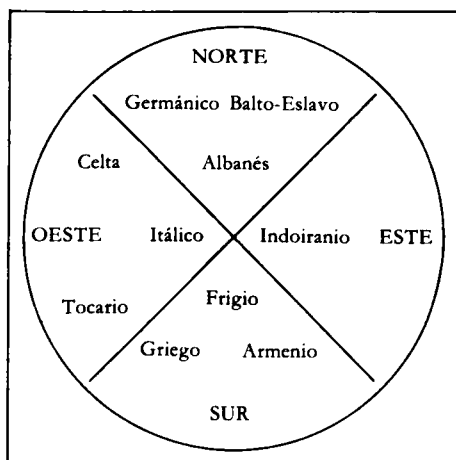 NORTE
Germánico Balto-Eslavo
Celta Albanés
OESTE Itálico Indoiranio ESTE
Tocario Frigio
Griego Armenio
SUR